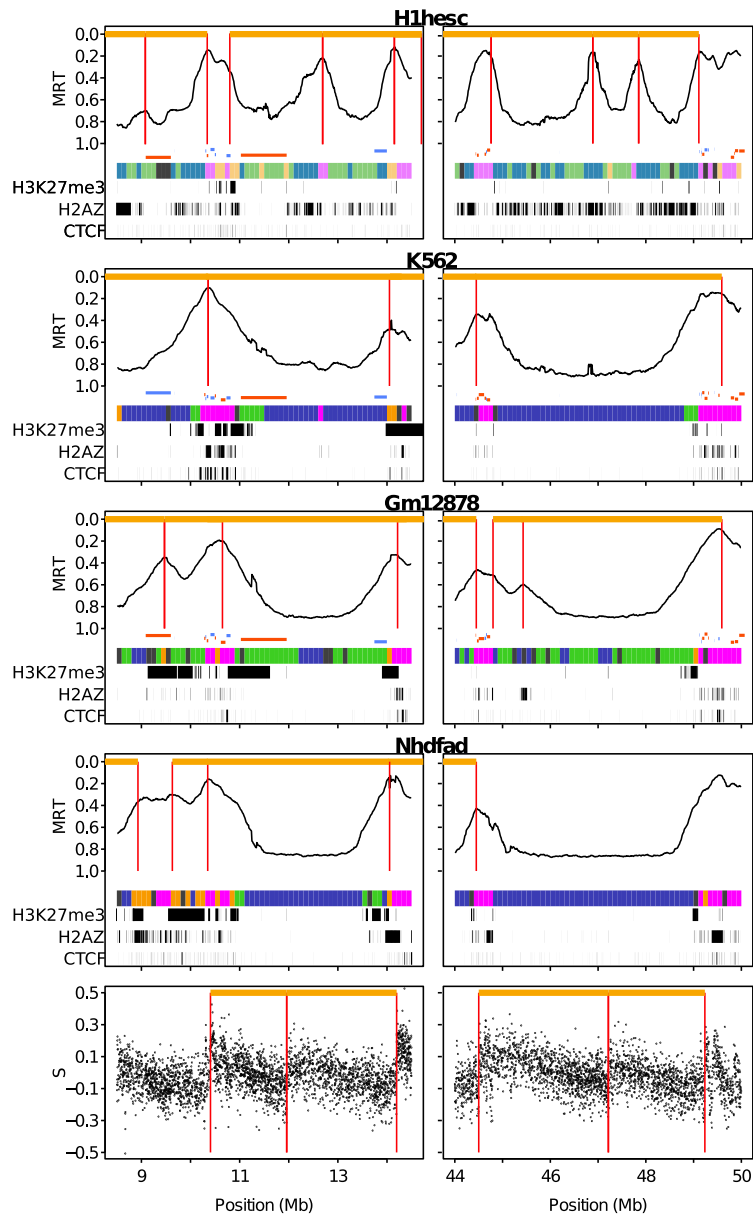 H1hesc
0.0
0.2
0.4
0.6
0.8
1.0
MRT
H3K27me3
H2AZ
CTCF
K562
0.0
0.2
0.4
0.6
0.8
1.0
MRT
H3K27me3
H2AZ
CTCF
Gm12878
0.0
0.2
0.4
0.6
0.8
1.0
MRT
H3K27me3
H2AZ
CTCF
Nhdfad
0.0
0.2
0.4
0.6
0.8
1.0
MRT
H3K27me3
H2AZ
CTCF
0.5
0.3
0.1
−0.1
−0.3
−0.5
S
9 11 13 44 46 48 50
Position (Mb) Position (Mb)